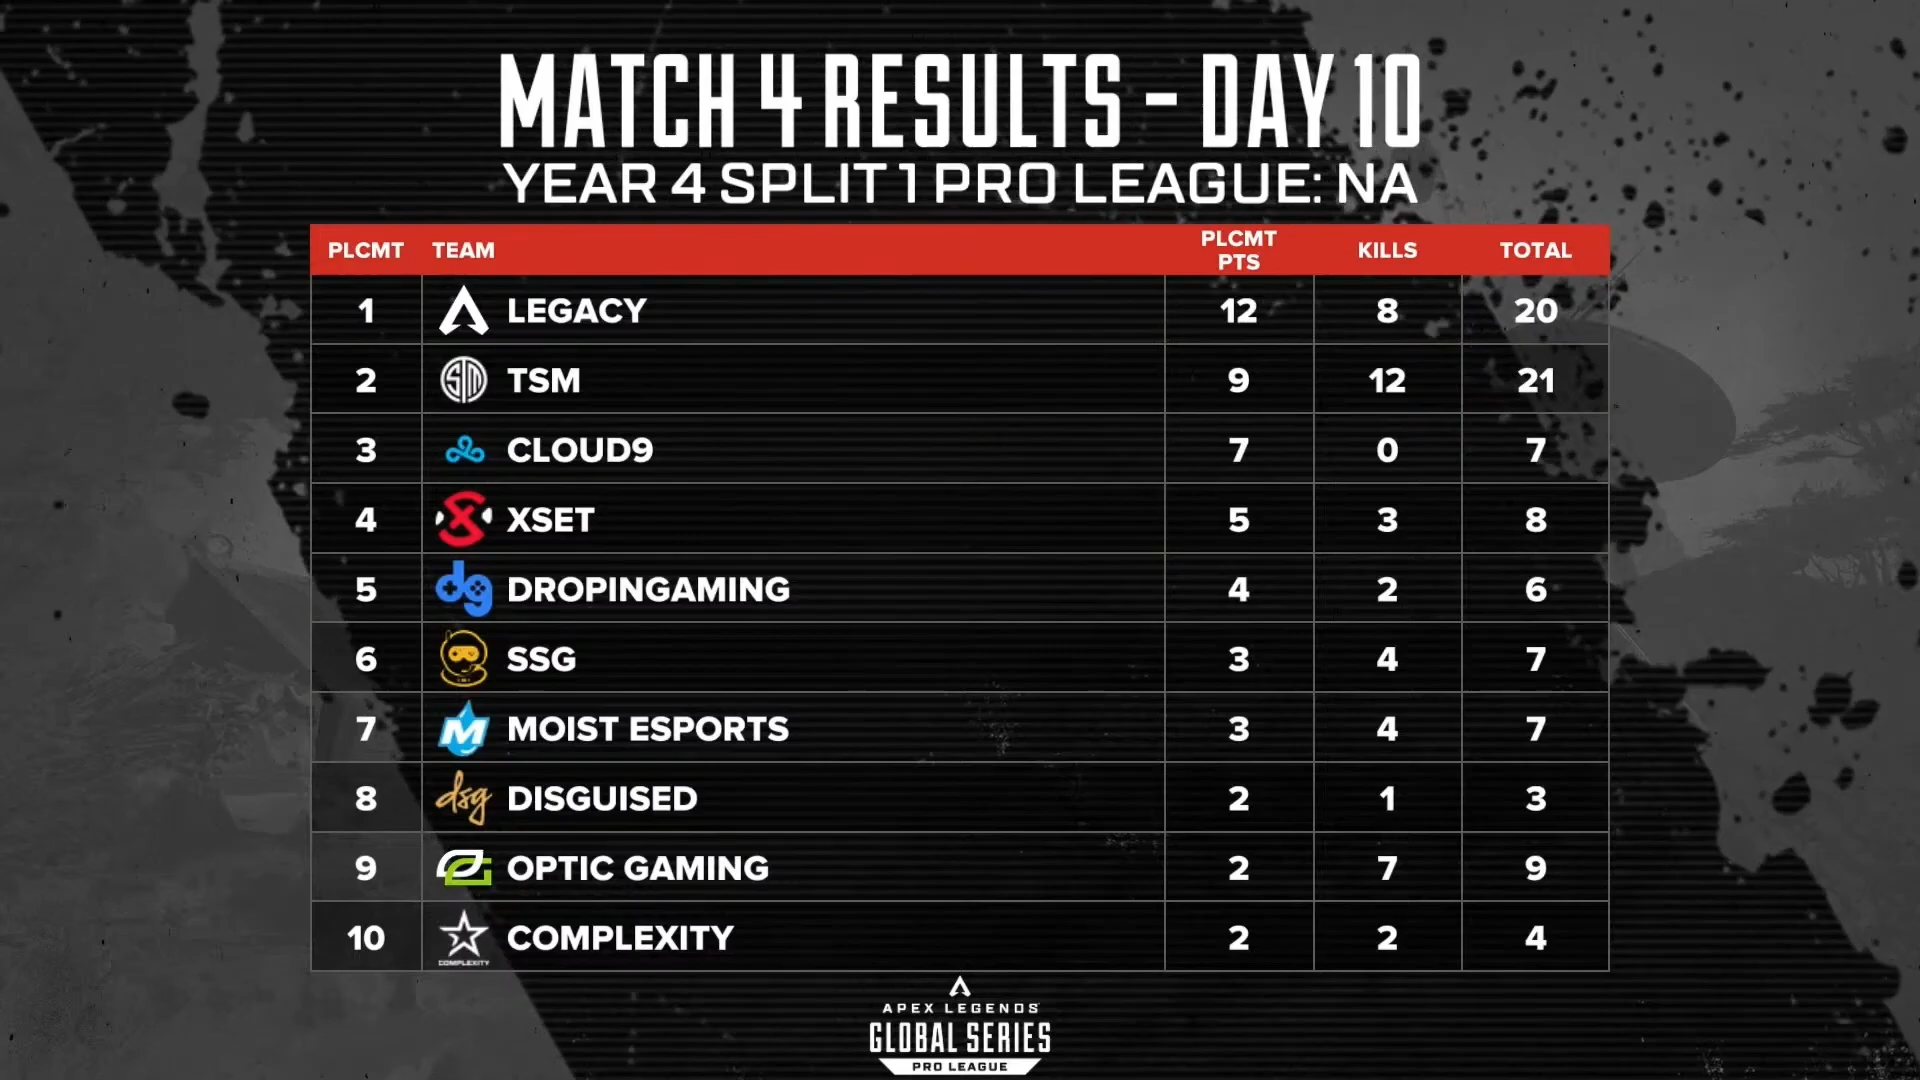 MATCH 4 RESULTS - DAY 10
YEAR 4 SPLIT 1 PRO LEAGUE: NA
PLCMT TEAM PLCMT PTS KILLS TOTAL
1 LEGACY 12 8 20
2 TSM TSM 9 12 21
3 CLOUD9 7 0 7
4 XSET 5 3 8
5 dg DROPINGAMING 4 2 6
6 SSG 3 4 7
7 M MOIST ESPORTS 3 4 7
8 dsg DISGUISED 2 1 3
9 OPTIC GAMING 2 7 9
10 COMPLEXITY 2 2 4
COMPLEXITY
APEX LEGENDS
GLOBAL SERIES
PRO LEAGUE